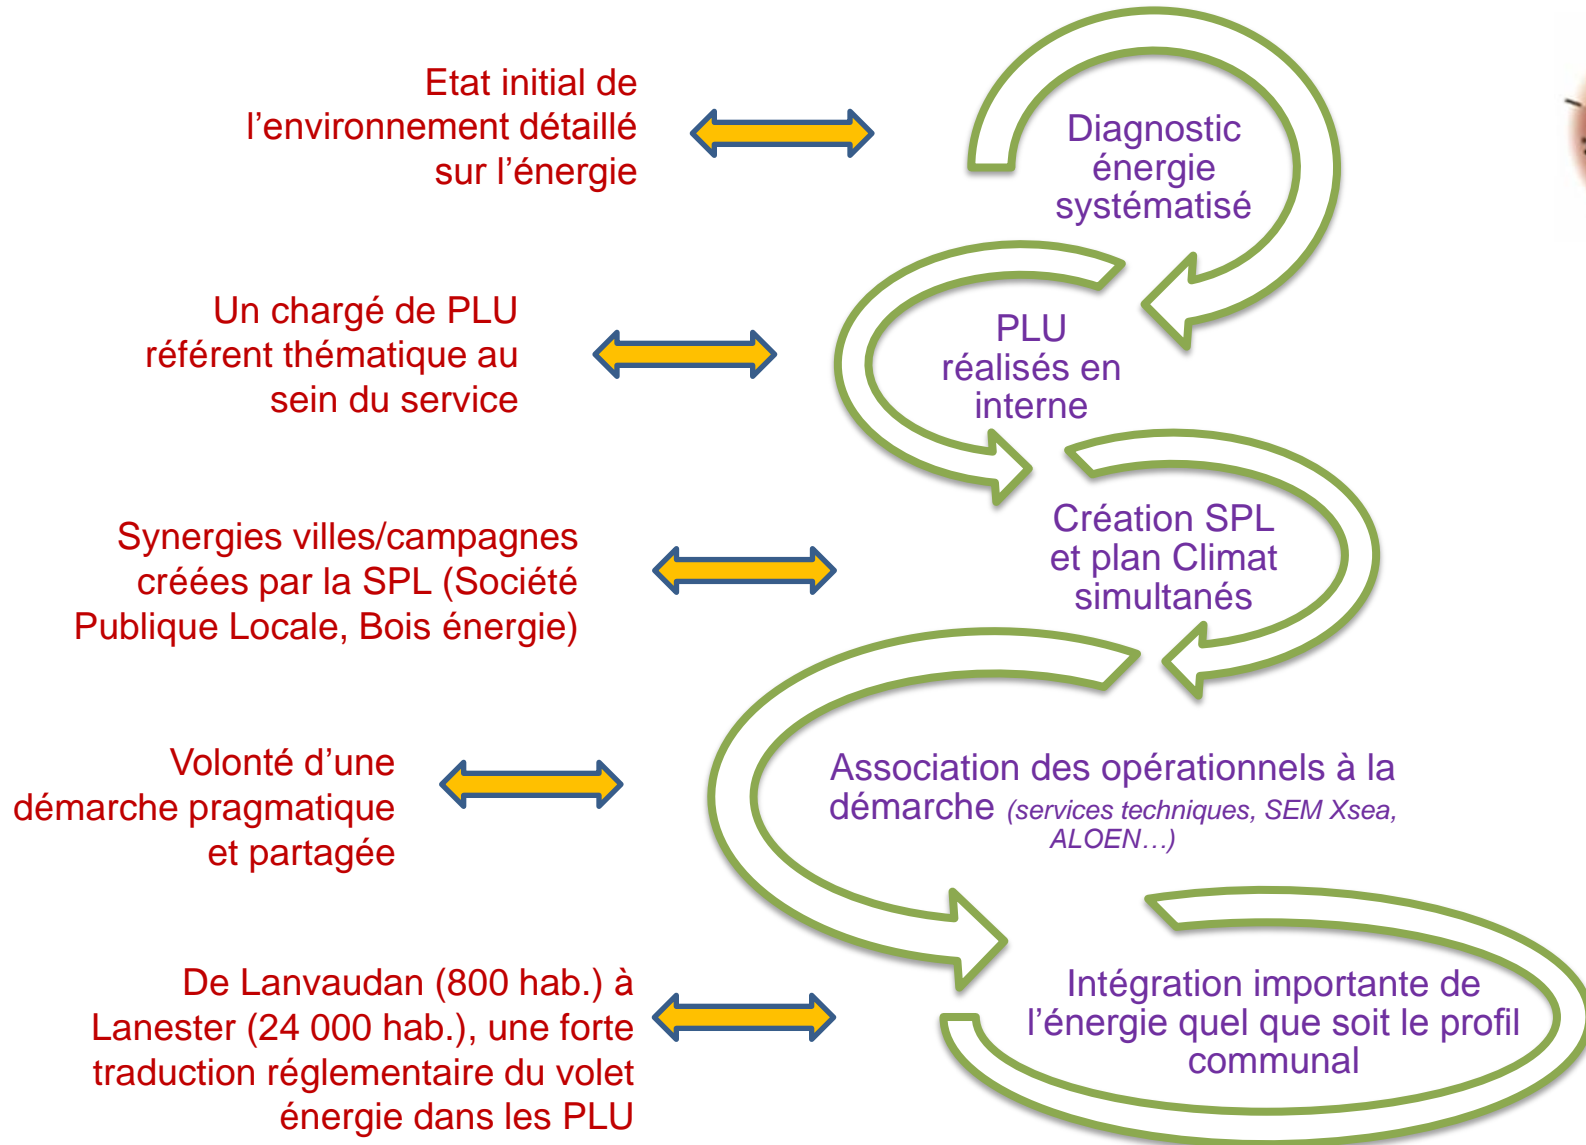 Etat initial de
l’environnement détaillé
sur l’énergie
Diagnostic
énergie
systématisé
Un chargé de PLU
référent thématique au
sein du service
PLU
réalisés en
interne
Synergies villes/campagnes
créées par la SPL (Société
Publique Locale, Bois énergie)
Création SPL
et plan Climat
simultanés
Volonté d’une
démarche pragmatique
et partagée
Association des opérationnels à la
démarche (services techniques, SEM Xsea,
ALOEN…)
De Lanvaudan (800 hab.) à
Lanester (24 000 hab.), une forte
traduction réglementaire du volet
énergie dans les PLU
Intégration importante de
l’énergie quel que soit le profil
communal